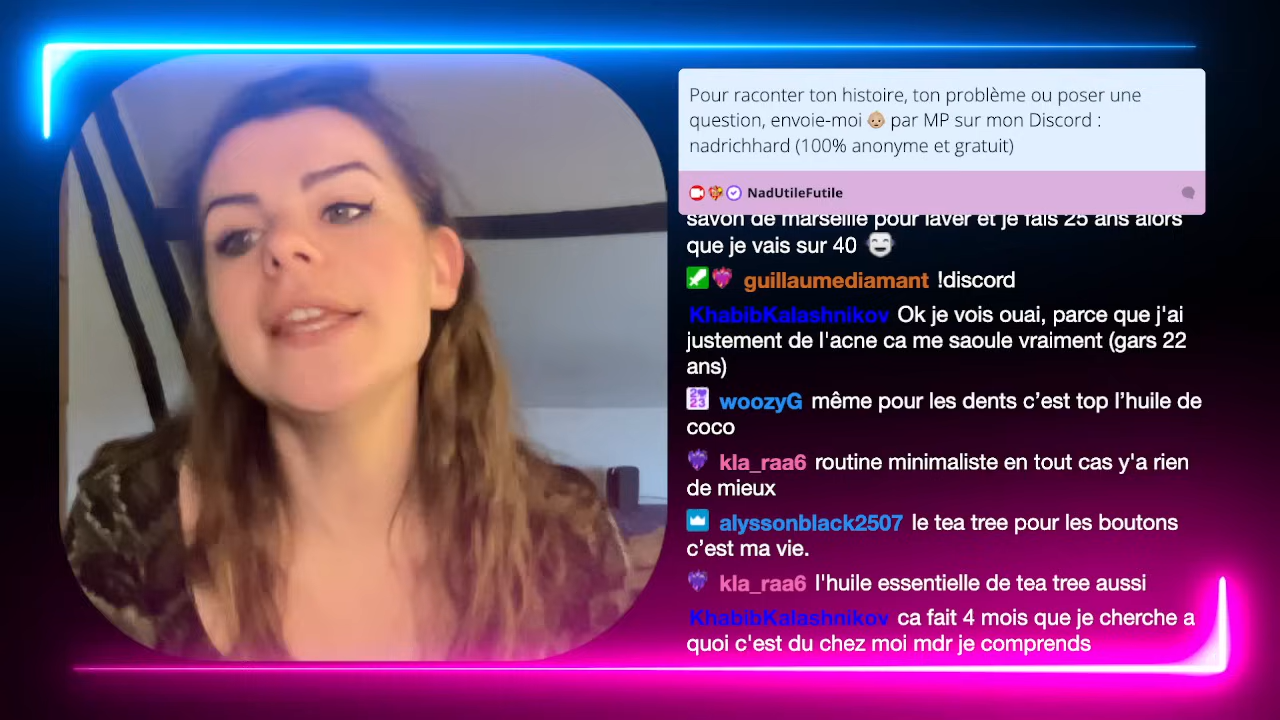 Pour raconter ton histoire, ton problème ou poser une
question, envoie-moi 👶🏼 par MP sur mon Discord :
nadrichhard (100% anonyme et gratuit)
NadUtileFutile
savon de marseille pour laver et je fais 25 ans alors
que je vais sur 40
guillaumediamant !discord
KhabibKalashnikov Ok je vois ouai, parce que j'ai
justement de l'acne ca me saoule vraiment (gars 22
ans)
woozyG même pour les dents c’est top l’huile de
coco
kla_raa6 routine minimaliste en tout cas y'a rien
de mieux
alyssonblack2507 le tea tree pour les boutons
c’est ma vie.
kla_raa6 l'huile essentielle de tea tree aussi
KhabibKalashnikov ca fait 4 mois que je cherche a
quoi c'est du chez moi mdr je comprends